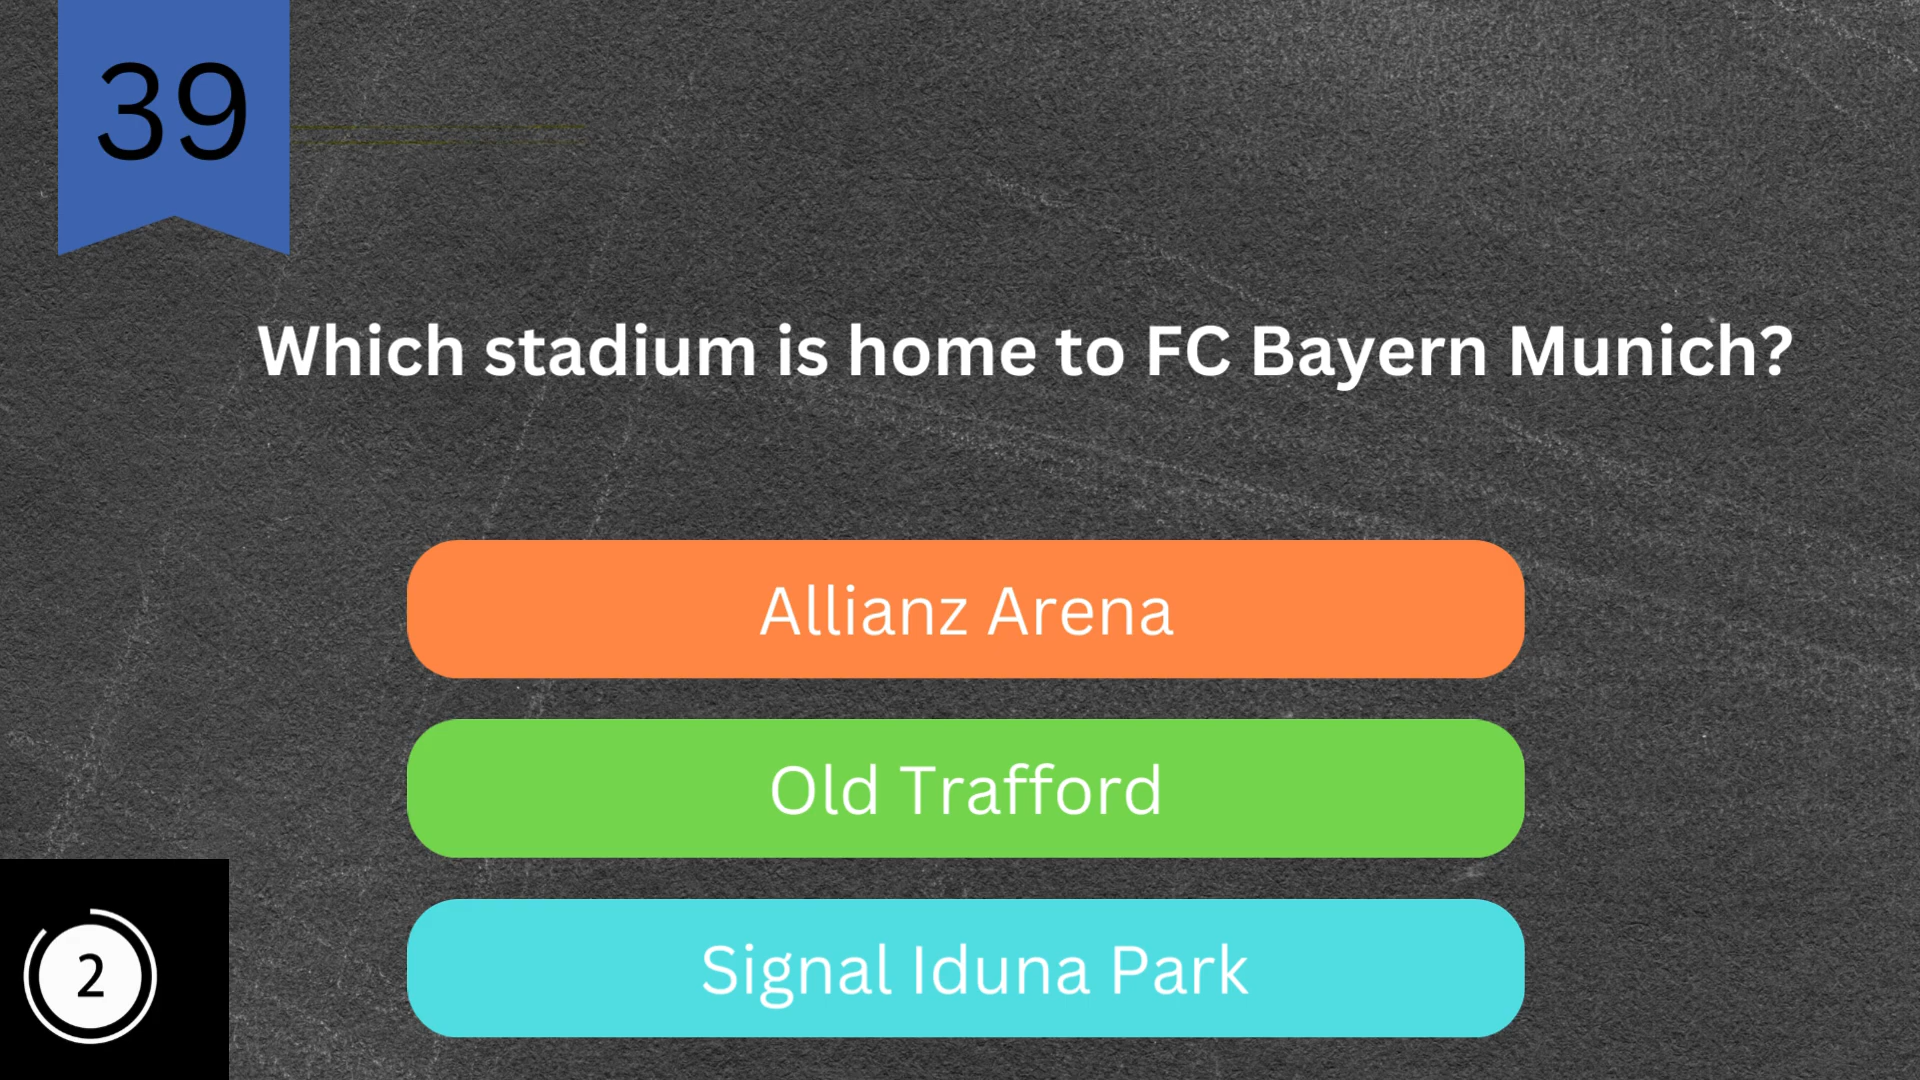 39
Which stadium is home to FC Bayern Munich?
Allianz Arena
Old Trafford
Signal Iduna Park
2